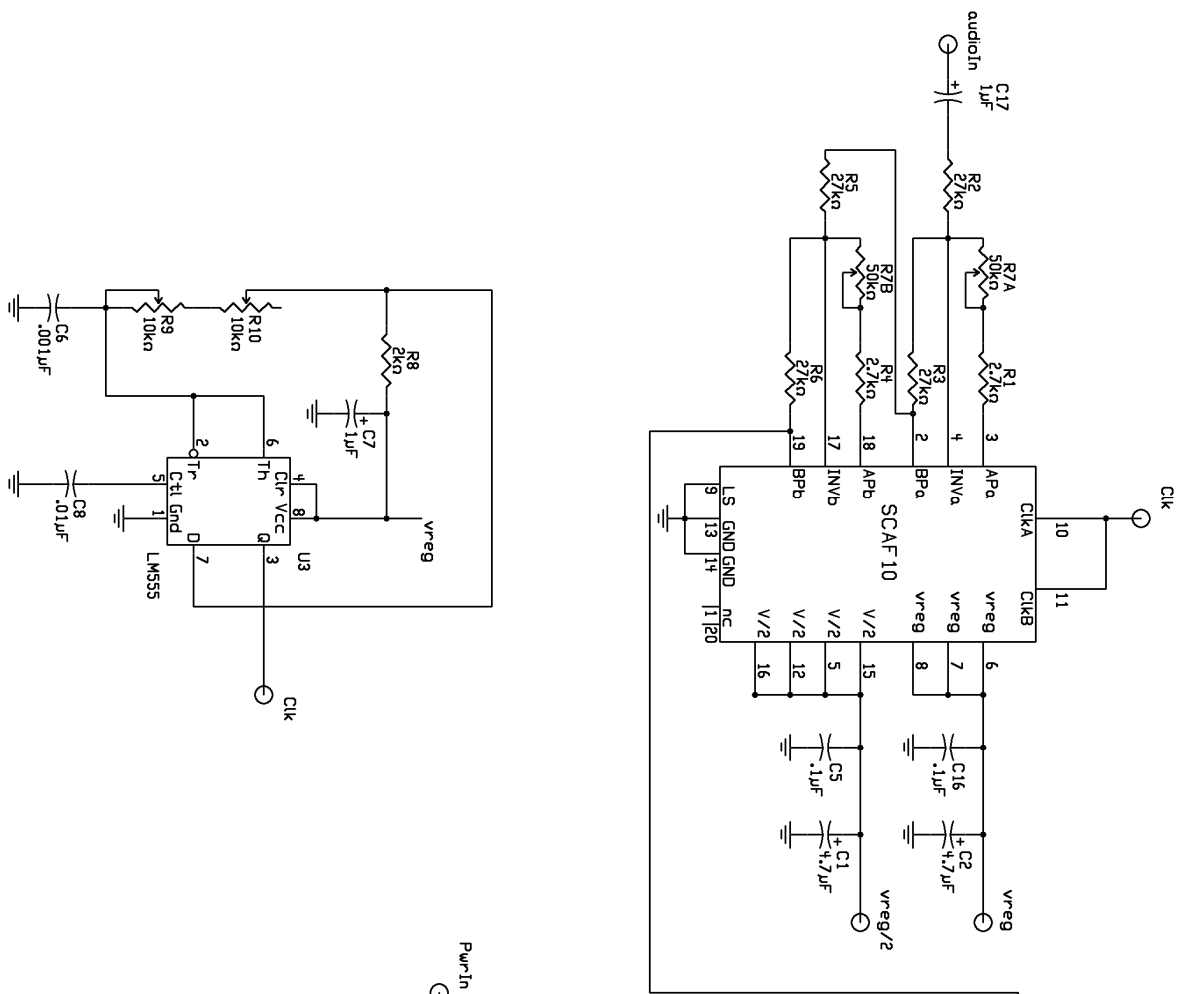 audioIn
C17
1µF
R2
27kΩ
R5
27kΩ
R7A
50kΩ
R7B
50kΩ
R1
2.7kΩ
R3
27kΩ
R4
2.7kΩ
R6
27kΩ
3
4
2
18
17
19
APa
INVa
BPa
APb
INVb
BPb
SCAF10
ClkA
10
ClkB
11
Clk
LS
9
GND
13
GND
14
nc
1
20
vreg
vreg
vreg
V/2
V/2
V/2
V/2
6
7
8
15
5
12
16
C16
.1µF
C5
.1µF
C2
4.7µF
C1
4.7µF
vreg
vreg/2
R10
10kΩ
R9
10kΩ
C6
.001µF
R8
2kΩ
C7
1µF
vreg
6
2
Th
Tr
Clr
Vcc
4
8
Ctl
Gnd
5
1
D
Q
7
3
U3
LM555
C8
.01µF
Clk
PwrIn